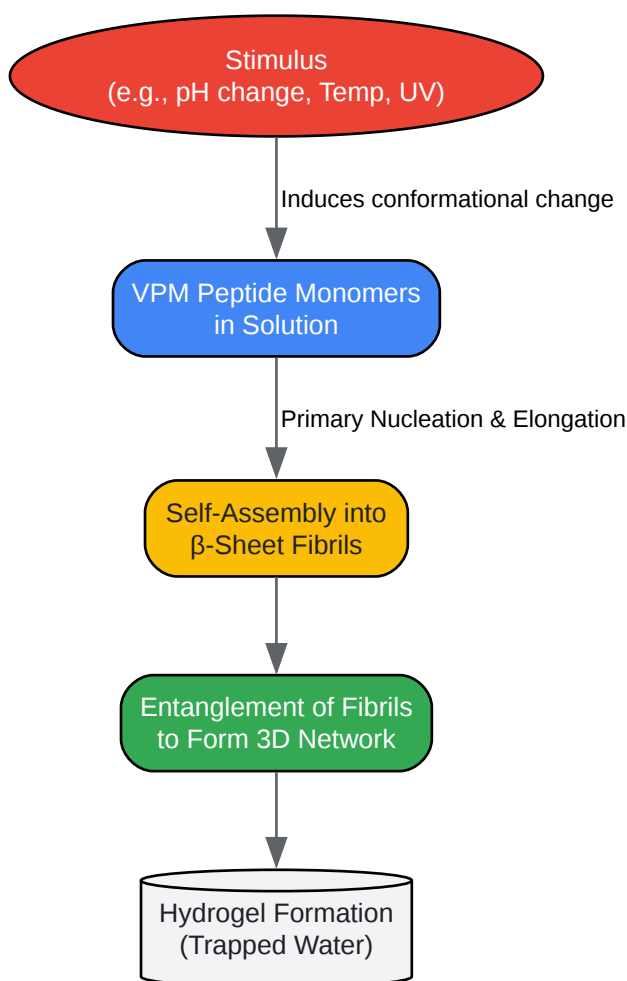 Stimulus
(e.g., pH change, Temp, UV)
Induces conformational change
VPM Peptide Monomers
in Solution
Primary Nucleation & Elongation
Self-Assembly into
β-Sheet Fibrils
Entanglement of Fibrils
to Form 3D Network
Hydrogel Formation
(Trapped Water)